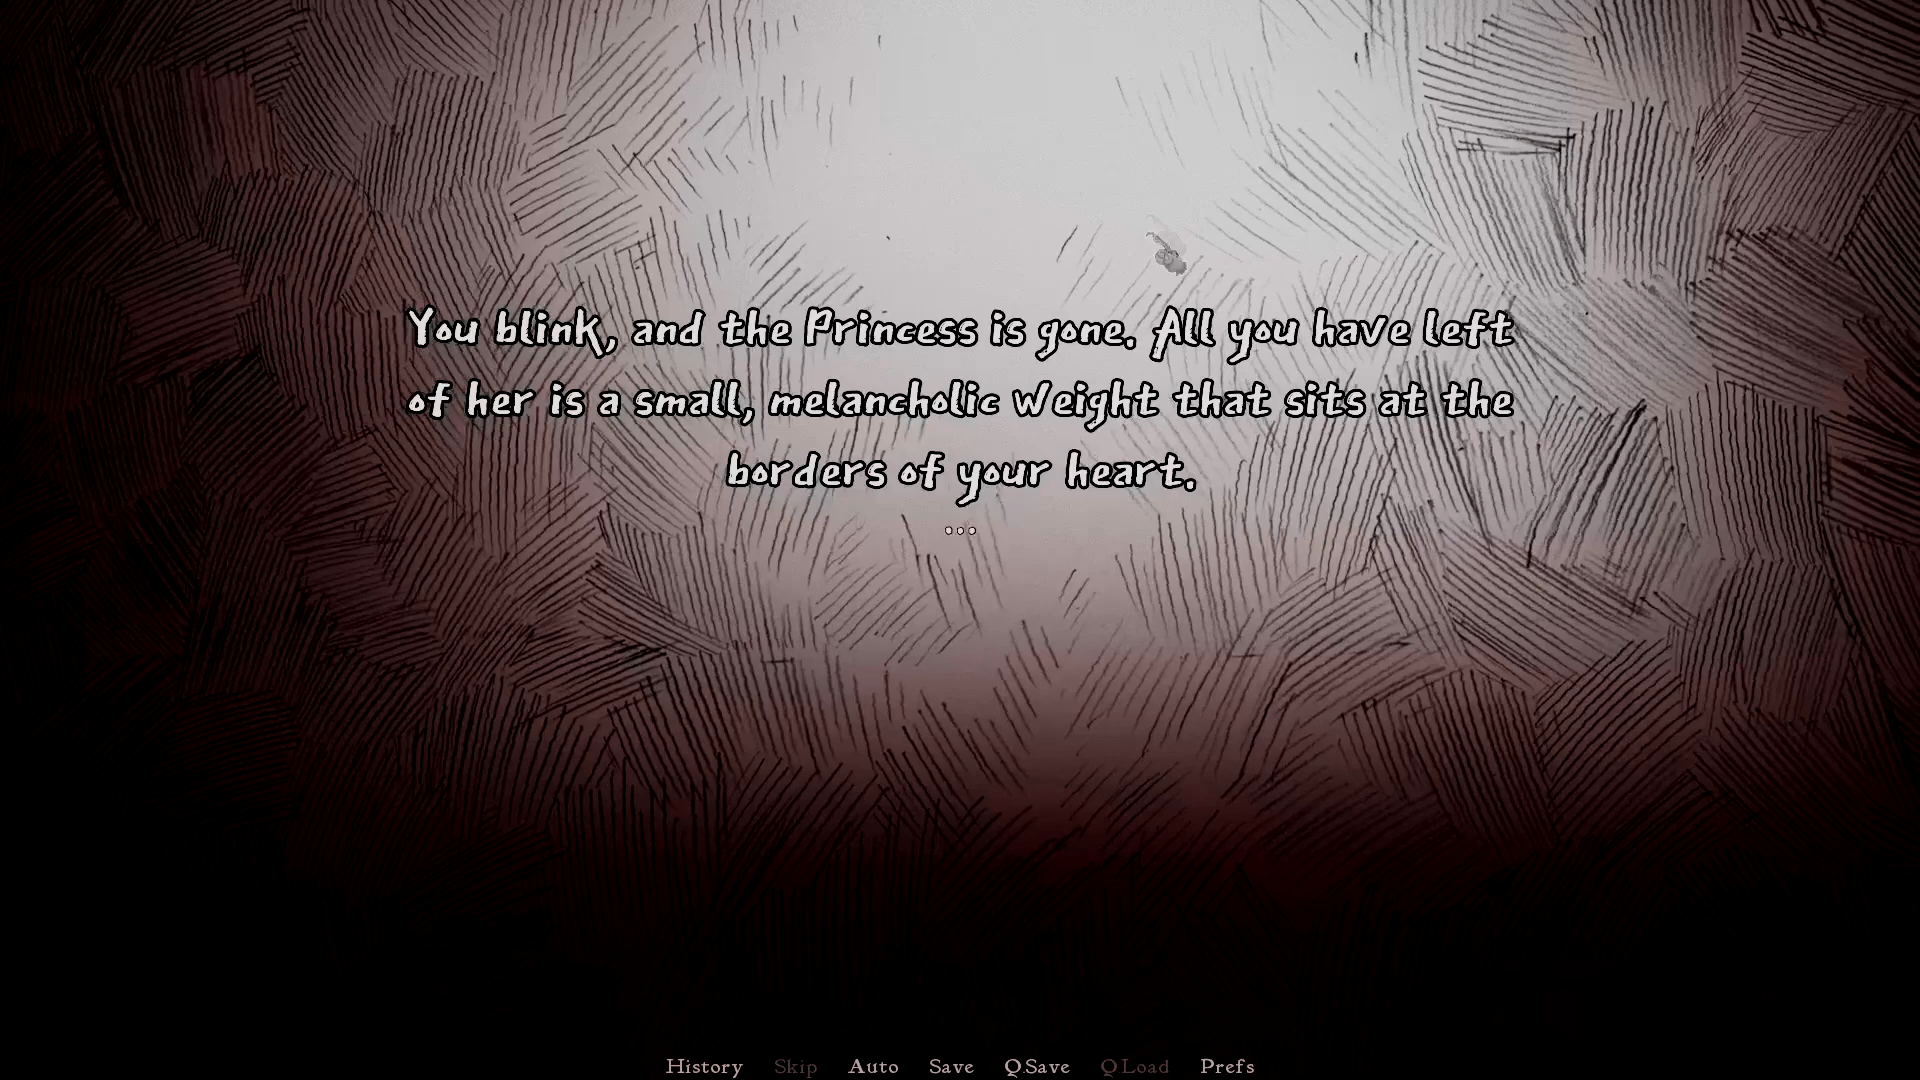 You blink, and the Princess is gone. All you have left
of her is a small, melancholic weight that sits at the
borders of your heart.
...
History Skip Auto Save Q.Save Q.Load Prefs